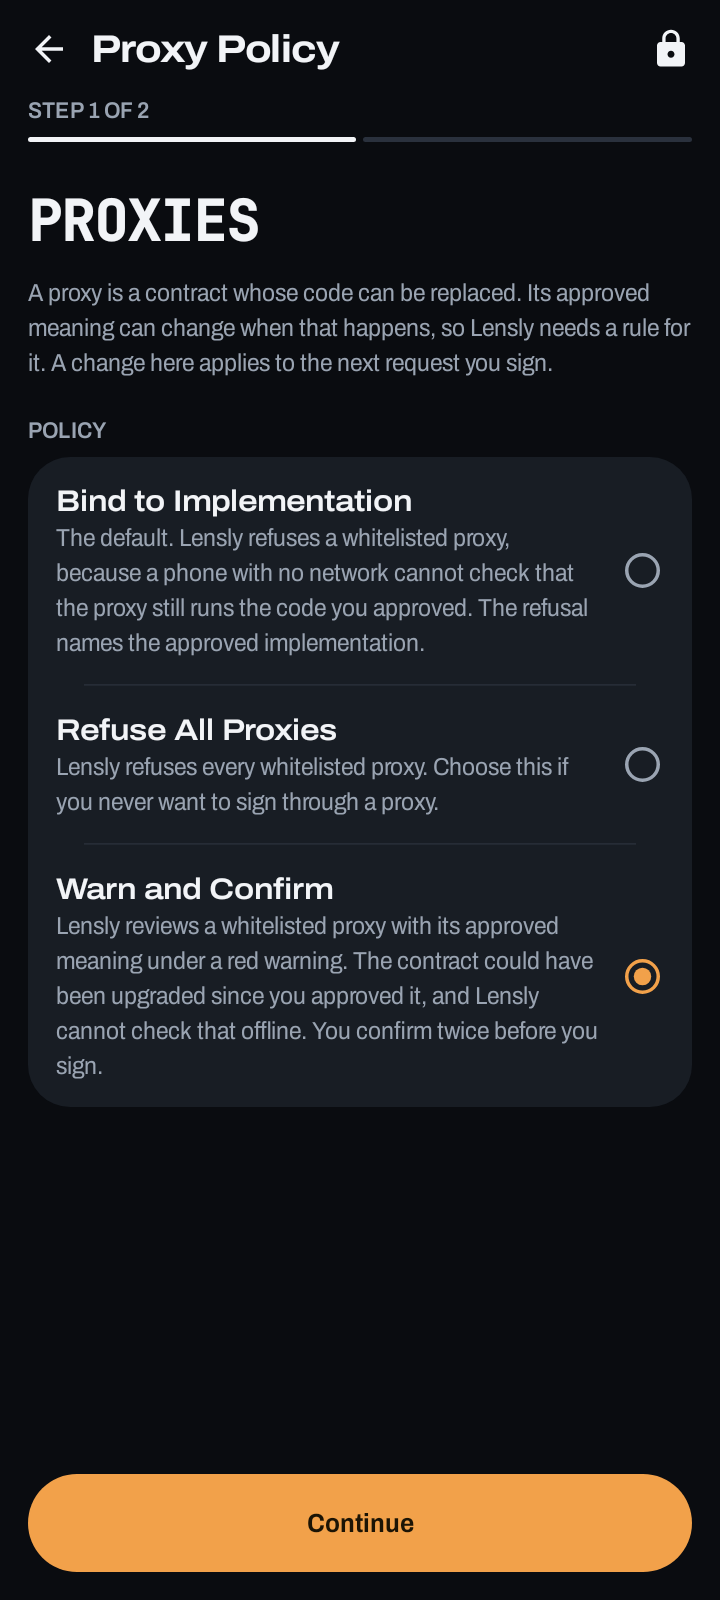 Proxy Policy
STEP 1 OF 2
PROXIES
A proxy is a contract whose code can be replaced. Its approved
meaning can change when that happens, so Lensly needs a rule for
it. A change here applies to the next request you sign.
POLICY
Bind to Implementation
The default. Lensly refuses a whitelisted proxy,
because a phone with no network cannot check that
the proxy still runs the code you approved. The refusal
names the approved implementation.
Refuse All Proxies
Lensly refuses every whitelisted proxy. Choose this if
you never want to sign through a proxy.
Warn and Confirm
Lensly reviews a whitelisted proxy with its approved
meaning under a red warning. The contract could have
been upgraded since you approved it, and Lensly
cannot check that offline. You confirm twice before you
sign.
Continue